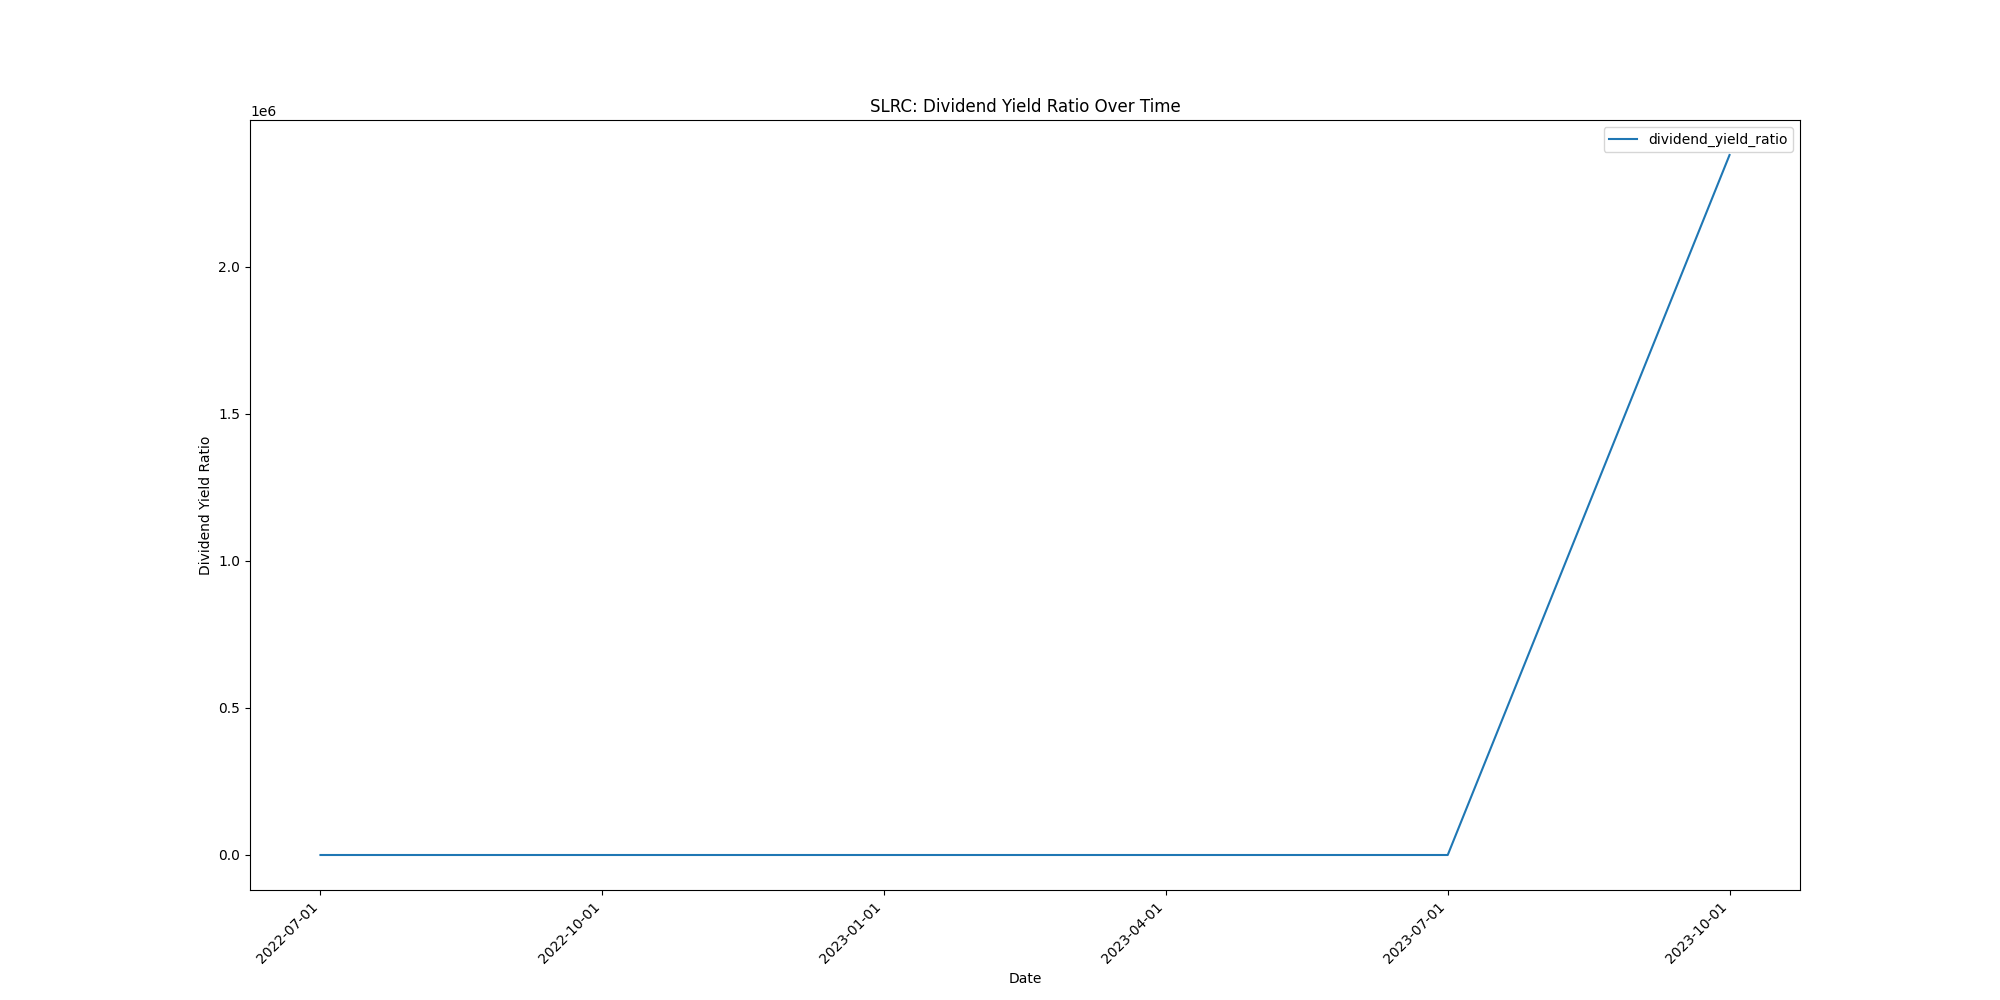 SLRC: Dividend Yield Ratio Over Time
1e6
dividend_yield_ratio
2.0
1.5
1.0
0.5
0.0
Dividend Yield Ratio
2022-07-01
2022-10-01
2023-01-01
2023-04-01
2023-07-01
2023-10-01
Date